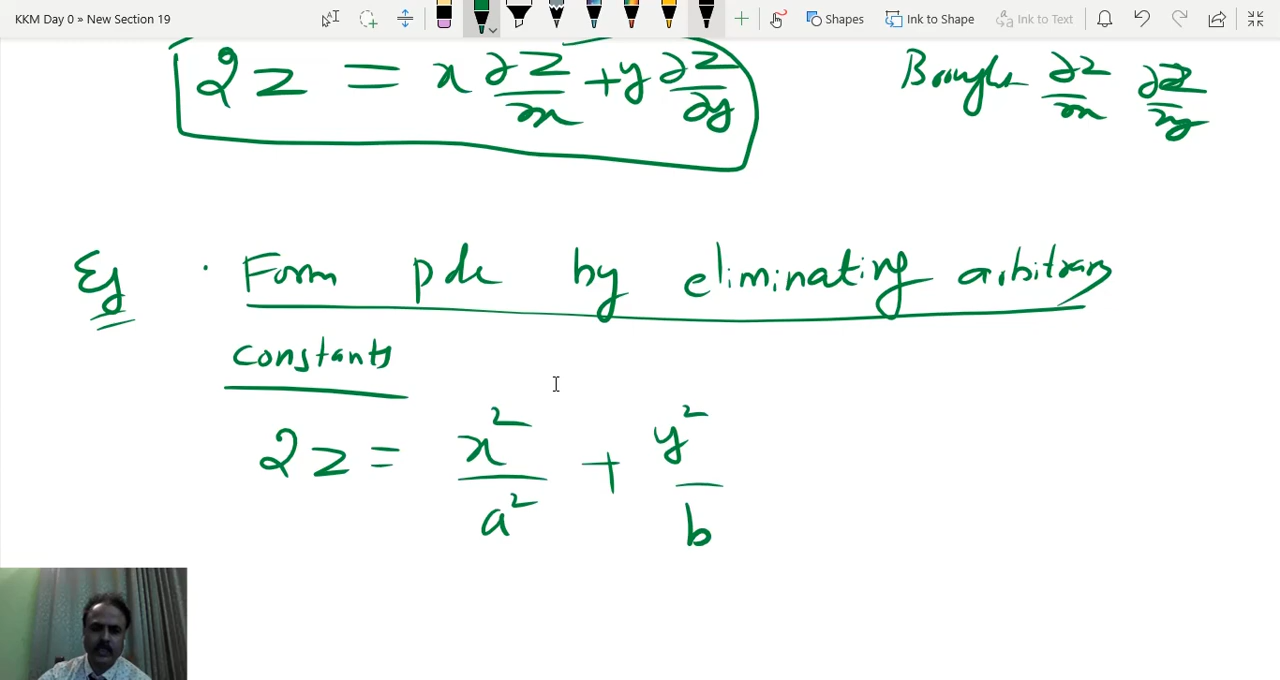 KKM Day 0 » New Section 19 Shapes Ink to Shape Ink to Text
2z = x ∂z/∂x + y ∂z/∂y
∂z/∂x ∂z/∂y
Eg . Form pde by eliminating arbitrary
constants
2z = x²/a² + y²/b